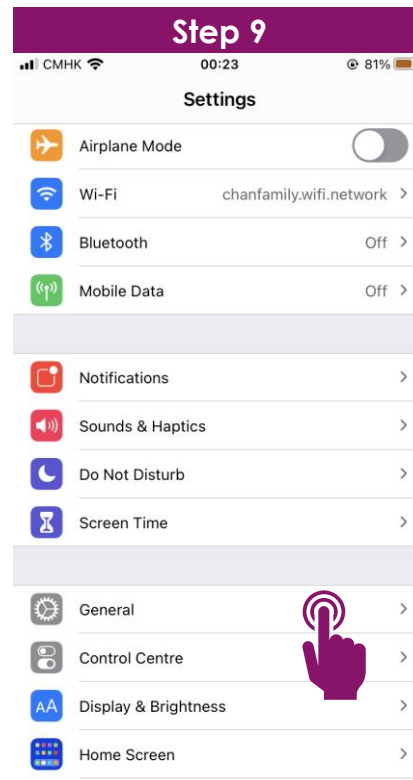 Step 9
CMHK 00:23 81%
Settings
Airplane Mode
Wi-Fi chanfamily.wifi.network
Bluetooth Off
Mobile Data Off
Notifications
Sounds & Haptics
Do Not Disturb
Screen Time
General
Control Centre
AA Display & Brightness
Home Screen